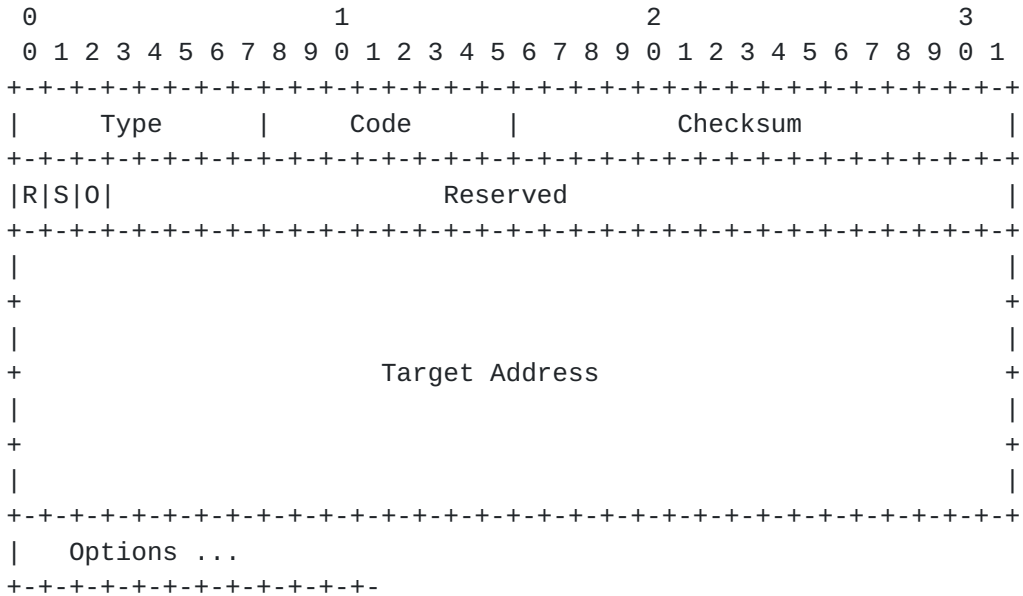 0                   1                   2                   3
 0 1 2 3 4 5 6 7 8 9 0 1 2 3 4 5 6 7 8 9 0 1 2 3 4 5 6 7 8 9 0 1
+-+-+-+-+-+-+-+-+-+-+-+-+-+-+-+-+-+-+-+-+-+-+-+-+-+-+-+-+-+-+-+-+
|     Type      |     Code      |          Checksum             |
+-+-+-+-+-+-+-+-+-+-+-+-+-+-+-+-+-+-+-+-+-+-+-+-+-+-+-+-+-+-+-+-+
|R|S|O|                     Reserved                            |
+-+-+-+-+-+-+-+-+-+-+-+-+-+-+-+-+-+-+-+-+-+-+-+-+-+-+-+-+-+-+-+-+
|                                                               |
+                                                               +
|                                                               |
+                       Target Address                          +
|                                                               |
+                                                               +
|                                                               |
+-+-+-+-+-+-+-+-+-+-+-+-+-+-+-+-+-+-+-+-+-+-+-+-+-+-+-+-+-+-+-+-+
|   Options ...
+-+-+-+-+-+-+-+-+-+-+-+-